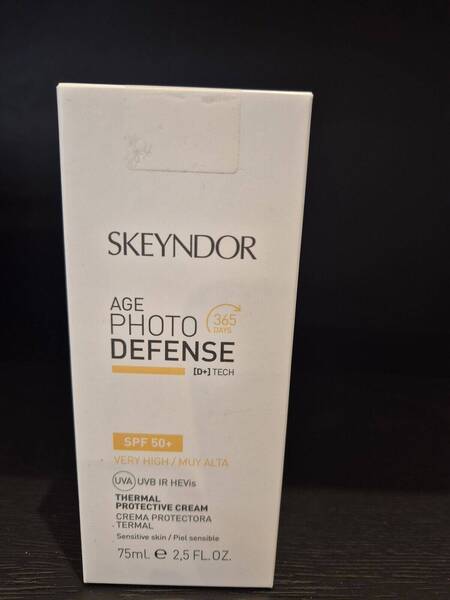 SKEYNDOR
AGE
PHOTO
DEFENSE
365
DAYS
[D+] TECH
SPF 50+
VERY HIGH / MUY ALTA
UVA UVB IR HEVis
THERMAL
PROTECTIVE CREAM
CREMA PROTECTORA
TERMAL
Sensitive skin / Piel sensible
75ml. ℮ 2,5 FL.OZ.